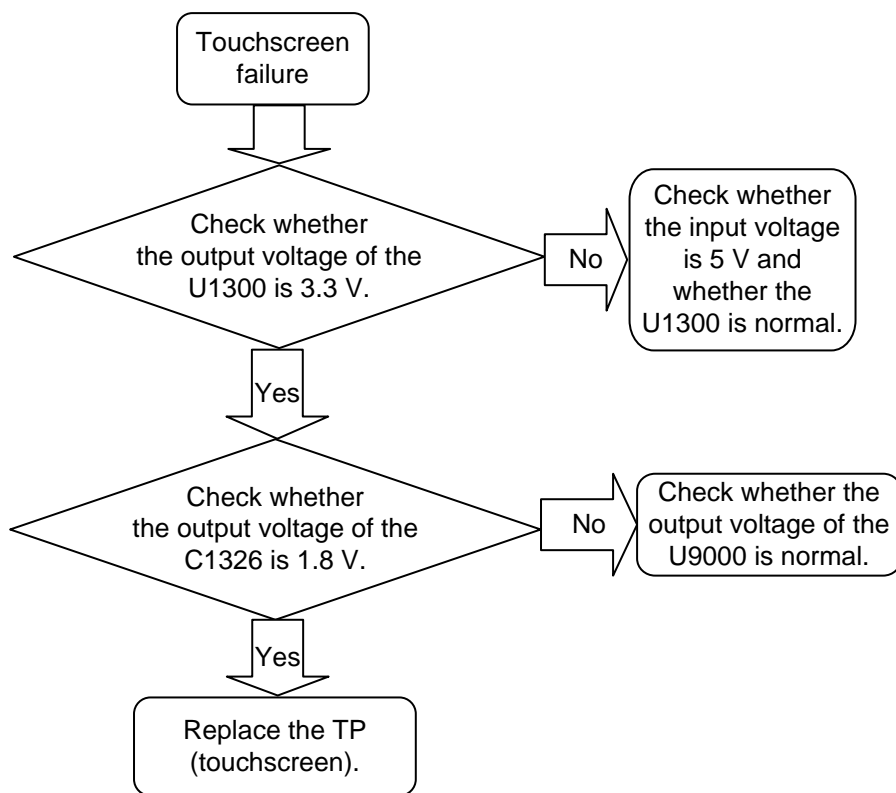 Touchscreen
failure
Check whether
the output voltage of the
U1300 is 3.3 V.
No
Check whether
the input voltage
is 5 V and
whether the
U1300 is normal.
Yes
Check whether
the output voltage of the
C1326 is 1.8 V.
No
Check whether the
output voltage of the
U9000 is normal.
Yes
Replace the TP
(touchscreen).